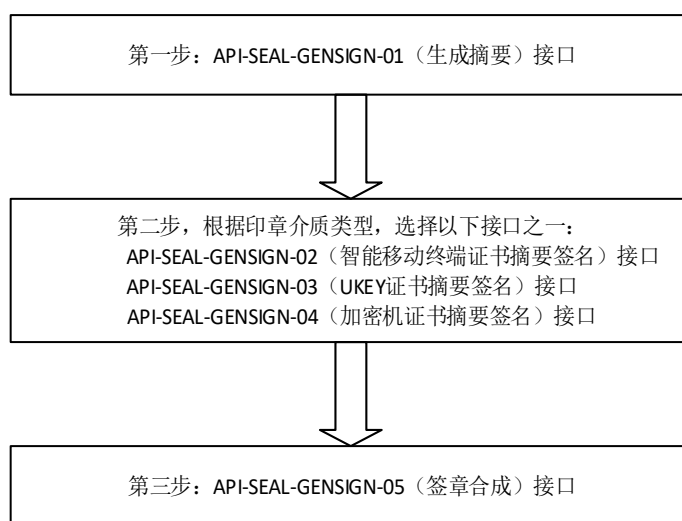 第一步：API-SEAL-GENSIGN-01（生成摘要）接口
第二步，根据印章介质类型，选择以下接口之一：
API-SEAL-GENSIGN-02（智能移动终端证书摘要签名）接口
API-SEAL-GENSIGN-03（UKEY证书摘要签名）接口
API-SEAL-GENSIGN-04（加密机证书摘要签名）接口
第三步：API-SEAL-GENSIGN-05（签章合成）接口